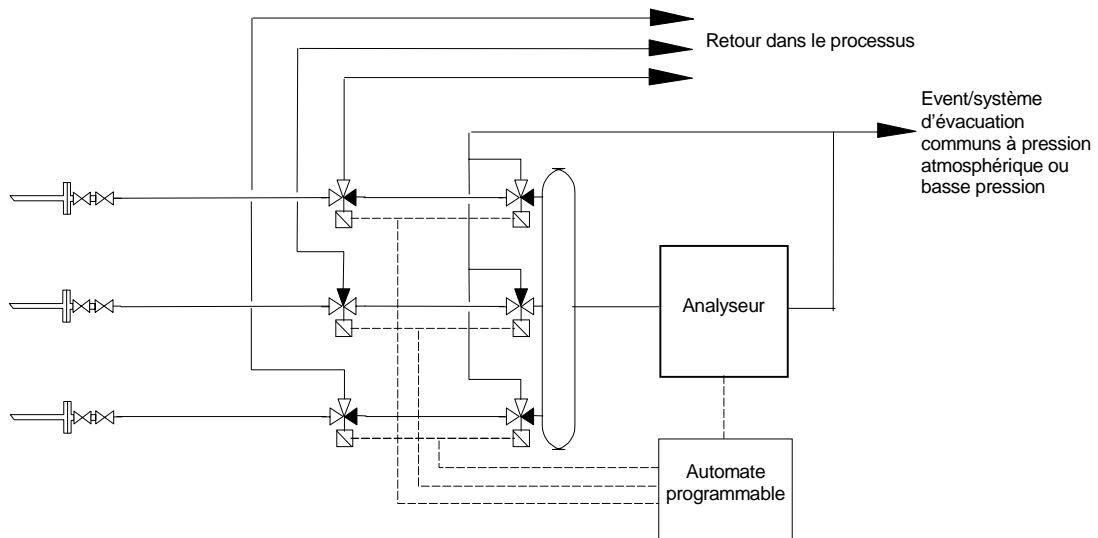 Retour dans le processus
Event/système
d'évacuation
communs à pression
atmosphérique ou
basse pression
Analyseur
Automate
programmable